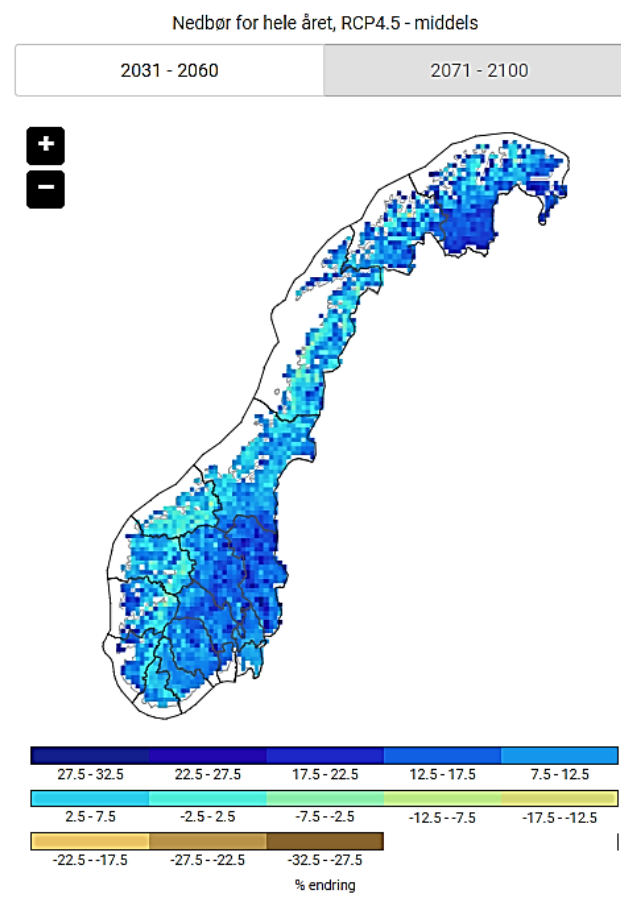 Nedbør for hele året, RCP4.5 - middels
2031 - 2060 2071 - 2100
+
−
27.5 - 32.5 22.5 - 27.5 17.5 - 22.5 12.5 - 17.5 7.5 - 12.5
2.5 - 7.5 -2.5 - 2.5 -7.5 - -2.5 -12.5 - -7.5 -17.5 - -12.5
-22.5 - -17.5 -27.5 - -22.5 -32.5 - -27.5
% endring